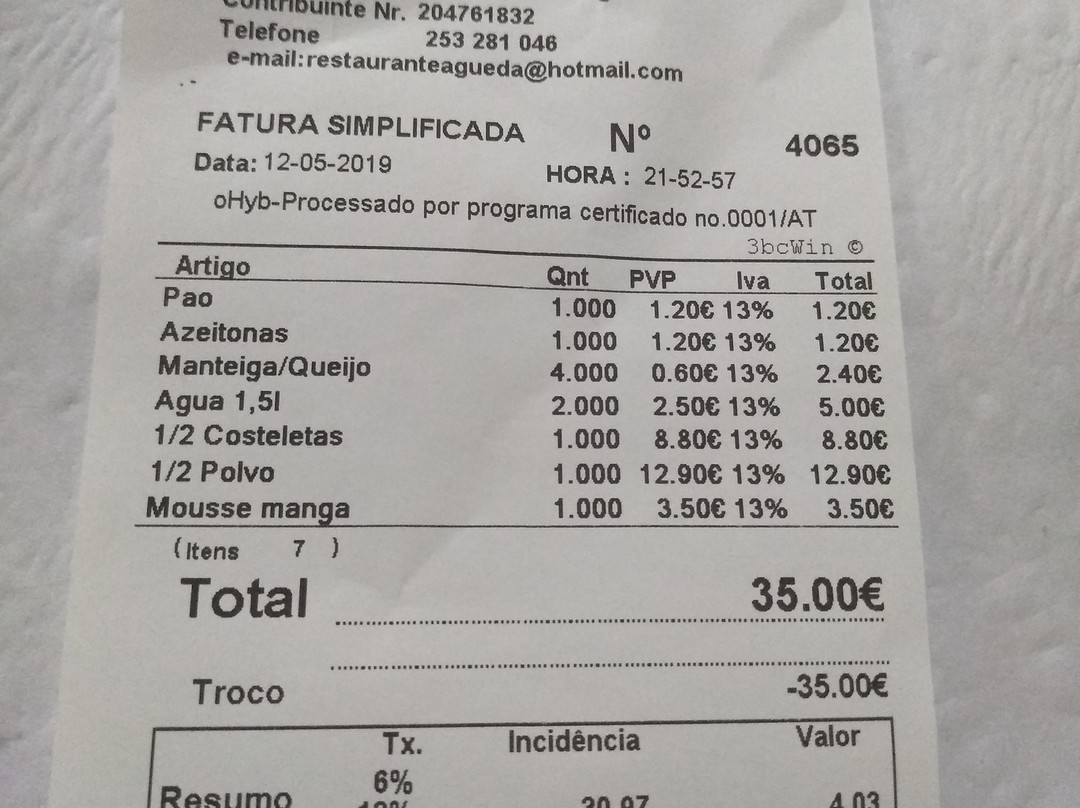 Contribuinte Nr. 204761832
Telefone 253 281 046
e-mail:restauranteagueda@hotmail.com
FATURA SIMPLIFICADA Nº 4065
Data: 12-05-2019 HORA : 21-52-57
oHyb-Processado por programa certificado no.0001/AT
3bcWin ©
Artigo Qnt PVP Iva Total
Pao 1.000 1.20€ 13% 1.20€
Azeitonas 1.000 1.20€ 13% 1.20€
Manteiga/Queijo 4.000 0.60€ 13% 2.40€
Agua 1,5l 2.000 2.50€ 13% 5.00€
1/2 Costeletas 1.000 8.80€ 13% 8.80€
1/2 Polvo 1.000 12.90€ 13% 12.90€
Mousse manga 1.000 3.50€ 13% 3.50€
(Itens 7 )
Total 35.00€
Troco -35.00€
Tx. Incidência Valor
6%
Resumo 30.97 4.03